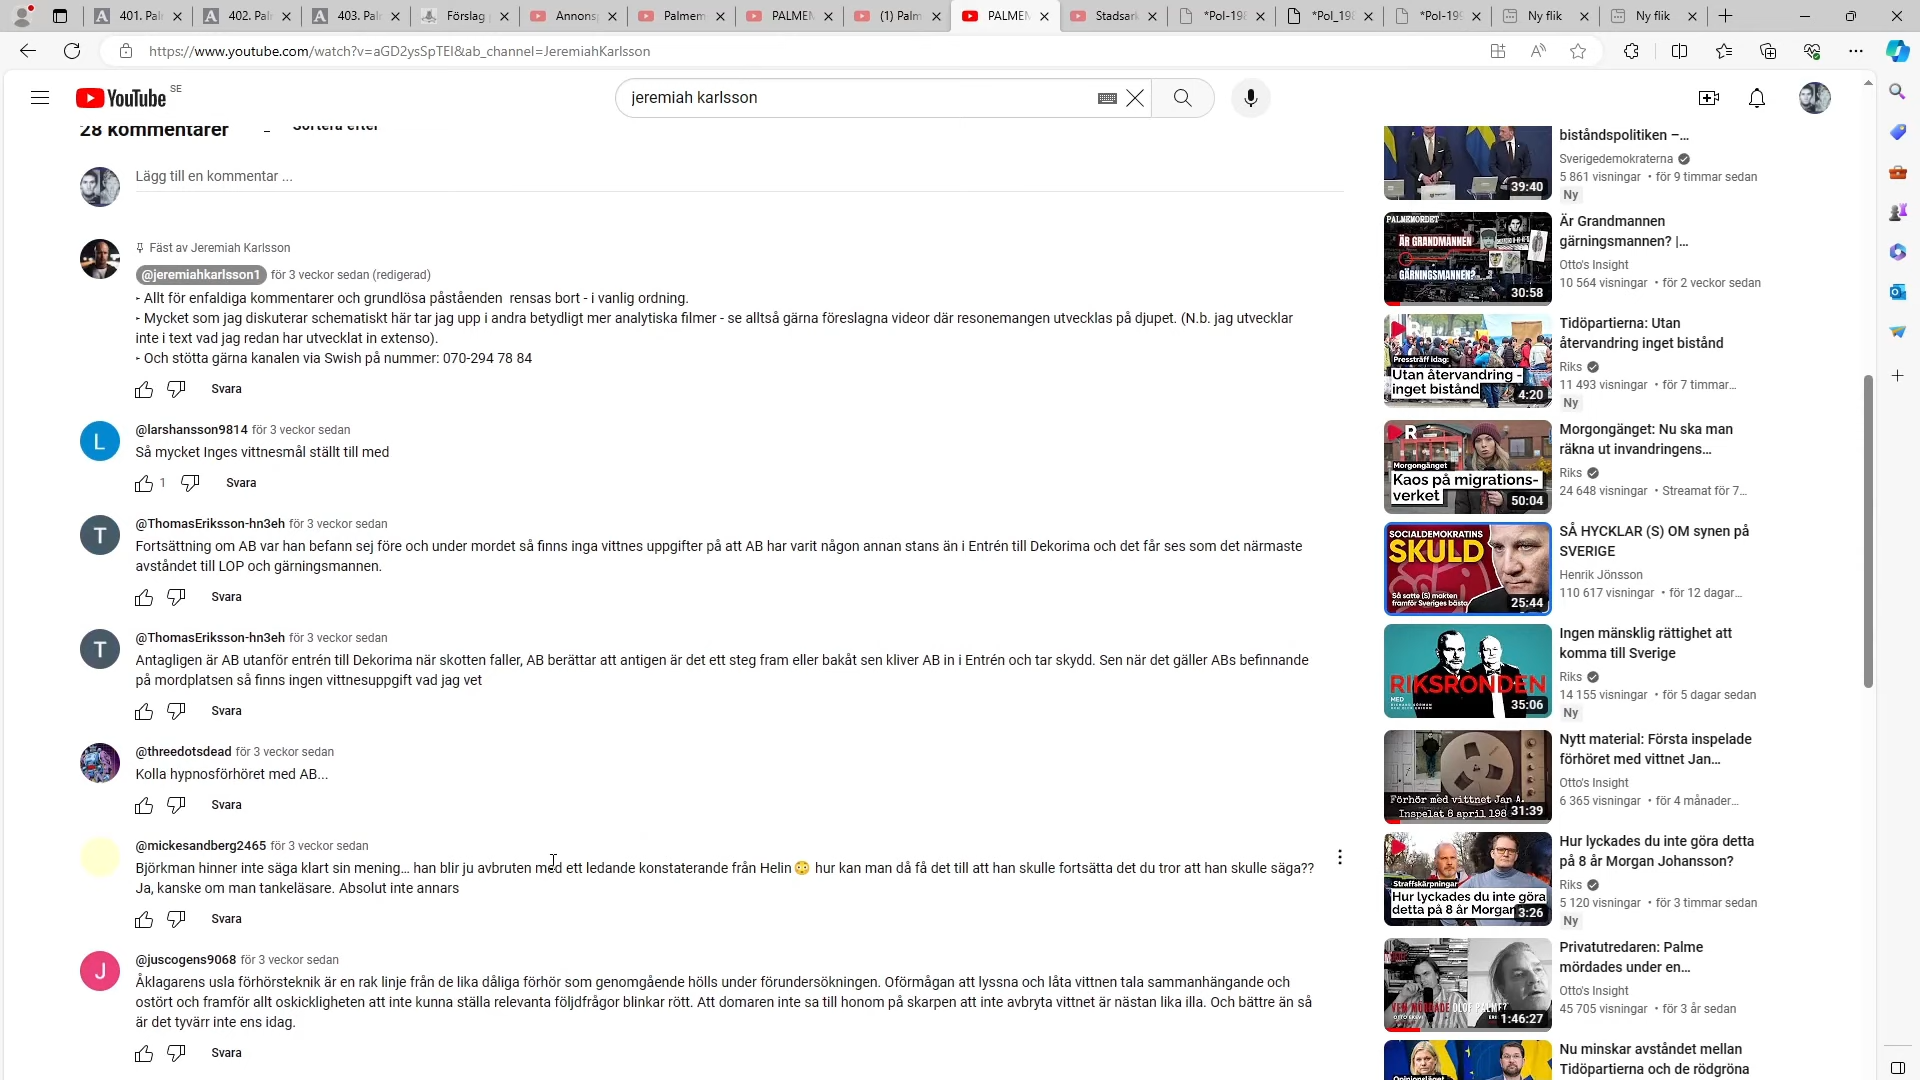 401. Pal
402. Pal
403. Pal
Förslag
Annons
Palmem
PALME
(1) Palm
PALMEN
Stadsark
*Pol-198
*Pol_198
*Pol-199
Ny flik
Ny flik
https://www.youtube.com/watch?v=aGD2ysSpTEI&ab_channel=JeremiahKarlsson
YouTube SE
jeremiah karlsson
28 kommentarer
Sortera efter
Lägg till en kommentar ...
Fäst av Jeremiah Karlsson
@jeremiahkarlsson1 för 3 veckor sedan (redigerad)
- Allt för enfaldiga kommentarer och grundlösa påståenden rensas bort - i vanlig ordning.
- Mycket som jag diskuterar schematiskt här tar jag upp i andra betydligt mer analytiska filmer - se alltså gärna föreslagna videor där resonemangen utvecklas på djupet. (N.b. jag utvecklar
inte i text vad jag redan har utvecklat in extenso).
- Och stötta gärna kanalen via Swish på nummer: 070-294 78 84
Svara
L
@larshansson9814 för 3 veckor sedan
Så mycket Inges vittnesmål ställt till med
1 Svara
T
@ThomasEriksson-hn3eh för 3 veckor sedan
Fortsättning om AB var han befann sej före och under mordet så finns inga vittnes uppgifter på att AB har varit någon annan stans än i Entrén till Dekorima och det får ses som det närmaste
avståndet till LOP och gärningsmannen.
Svara
T
@ThomasEriksson-hn3eh för 3 veckor sedan
Antagligen är AB utanför entrén till Dekorima när skotten faller, AB berättar att antigen är det ett steg fram eller bakåt sen kliver AB in i Entrén och tar skydd. Sen när det gäller ABs befinnande
på mordplatsen så finns ingen vittnesuppgift vad jag vet
Svara
@threedotsdead för 3 veckor sedan
Kolla hypnosförhöret med AB...
Svara
@mickesandberg2465 för 3 veckor sedan
Björkman hinner inte säga klart sin mening... han blir ju avbruten med ett ledande konstaterande från Helin😳 hur kan man då få det till att han skulle fortsätta det du tror att han skulle säga??
Ja, kanske om man tankeläsare. Absolut inte annars
Svara
J
@juscogens9068 för 3 veckor sedan
Åklagarens usla förhörsteknik är en rak linje från de lika dåliga förhör som genomgående hölls under förundersökningen. Oförmågan att lyssna och låta vittnen tala sammanhängande och
ostört och framför allt oskickligheten att inte kunna ställa relevanta följdfrågor blinkar rött. Att domaren inte sa till honom på skarpen att inte avbryta vittnet är nästan lika illa. Och bättre än så
är det tyvärr inte ens idag.
Svara
39:40
biståndspolitiken –...
Sverigedemokraterna
5 861 visningar • för 9 timmar sedan
Ny
PALMEMORDET
ÄR GRANDMANNEN
GÄRNINGSMANNEN?
30:58
Är Grandmannen
gärningsmannen? |...
Otto's Insight
10 564 visningar • för 2 veckor sedan
R
Pressträff idag:
Utan återvandring -
inget bistånd
4:20
Tidöpartierna: Utan
återvandring inget bistånd
Riks
11 493 visningar • för 7 timmar...
Ny
R
Morgongänget
Kaos på migrations-
verket
50:04
Morgongänget: Nu ska man
räkna ut invandringens...
Riks
24 648 visningar • Streamat för 7...
SOCIALDEMOKRATINS
SKULD
Så satte (S) makten
framför Sveriges bästa
25:44
SÅ HYCKLAR (S) OM synen på
SVERIGE
Henrik Jönsson
110 617 visningar • för 12 dagar...
RIKSRONDEN
MED
35:06
Ingen mänsklig rättighet att
komma till Sverige
Riks
14 155 visningar • för 5 dagar sedan
Ny
Förhör med vittnet Jan A.
Inspelat 6 april 198
31:39
Nytt material: Första inspelade
förhöret med vittnet Jan...
Otto's Insight
6 365 visningar • för 4 månader...
Straffskärpningar
Hur lyckades du inte göra
detta på 8 år Morgan
3:26
Hur lyckades du inte göra detta
på 8 år Morgan Johansson?
Riks
5 120 visningar • för 3 timmar sedan
Ny
VEM MÖRDADE OLOF PALME?
1:46:27
Privatutredaren: Palme
mördades under en...
Otto's Insight
45 705 visningar • för 3 år sedan
Nu minskar avståndet mellan
Tidöpartierna och de rödgröna